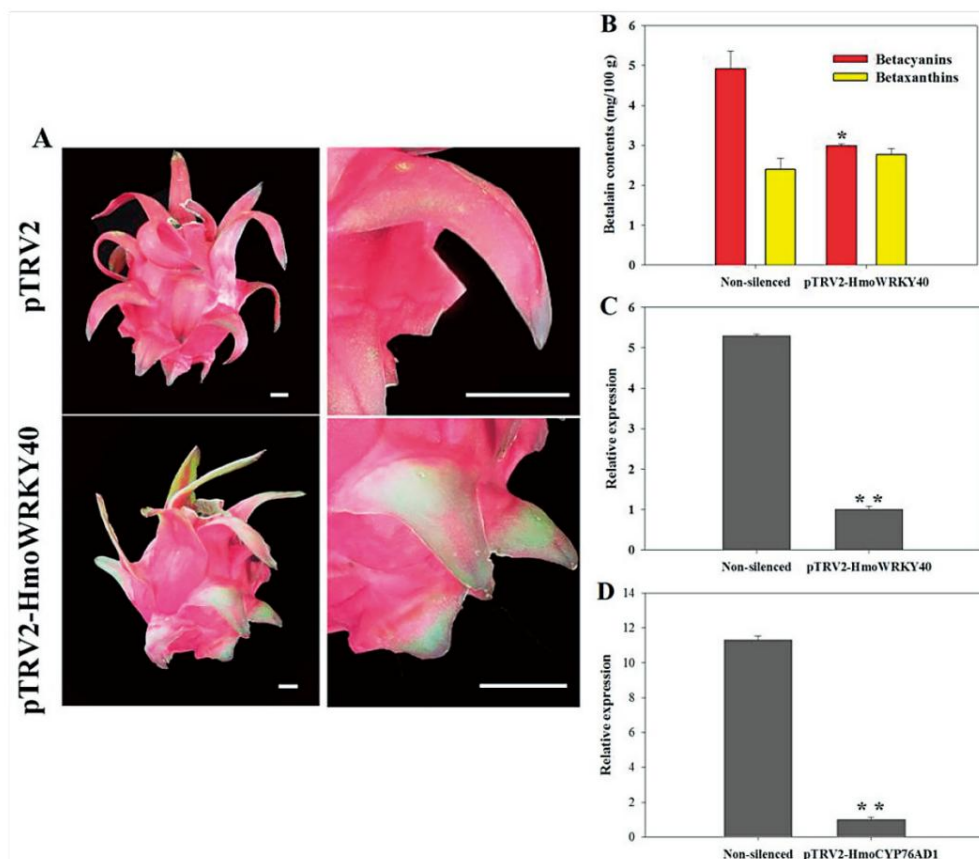 A
pTRV2
pTRV2-HmoWRKY40
B
Betalain contents (mg/100 g)
6
5
4
3
2
1
0
Betacyanins
Betaxanthins
*
Non-silenced pTRV2-HmoWRKY40
C
Relative expression
6
5
4
3
2
1
0
* *
Non-silenced pTRV2-HmoWRKY40
D
Relative expression
14
12
10
8
6
4
2
0
* *
Non-silenced pTRV2-HmoCYP76AD1